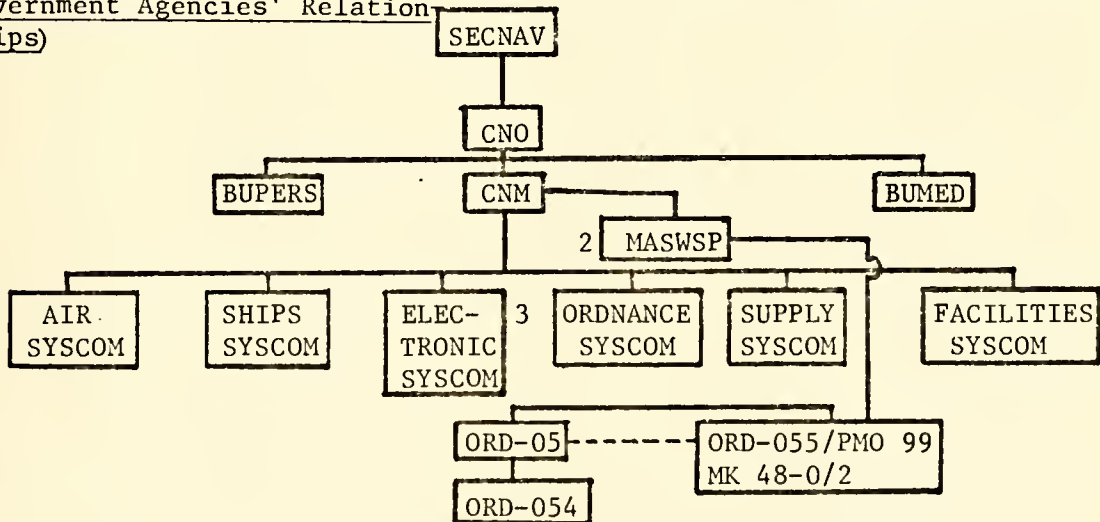 vernment Agencies' Relation-
ips)
SECNAV
CNO
BUPERS
CNM
BUMED
2 MASWSP
AIR
SYSCOM
SHIPS
SYSCOM
ELEC-
TRONIC
SYSCOM
3 ORDNANCE
SYSCOM
SUPPLY
SYSCOM
FACILITIES
SYSCOM
ORD-05
ORD-055/PMO 99
MK 48-0/2
ORD-054